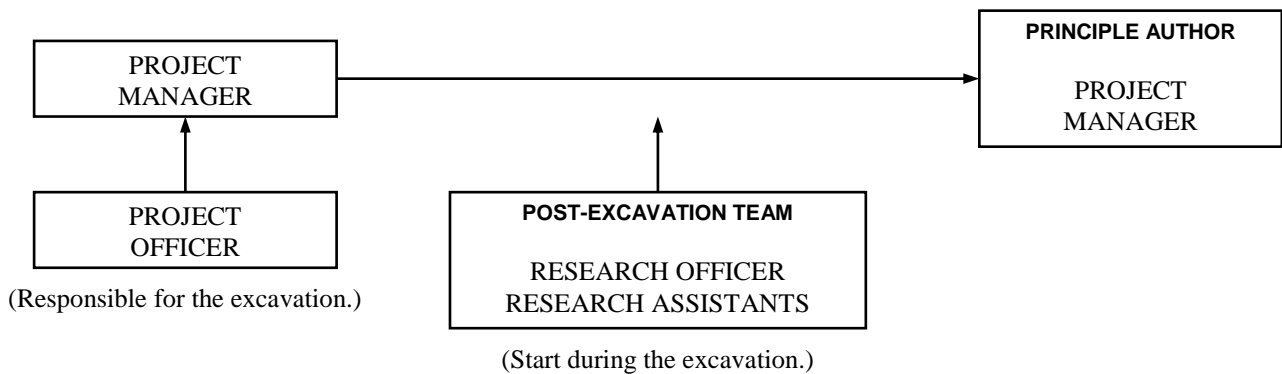 PROJECT
MANAGER
PRINCIPLE AUTHOR
PROJECT
MANAGER
PROJECT
OFFICER
(Responsible for the excavation.)
POST-EXCAVATION TEAM
RESEARCH OFFICER
RESEARCH ASSISTANTS
(Start during the excavation.)